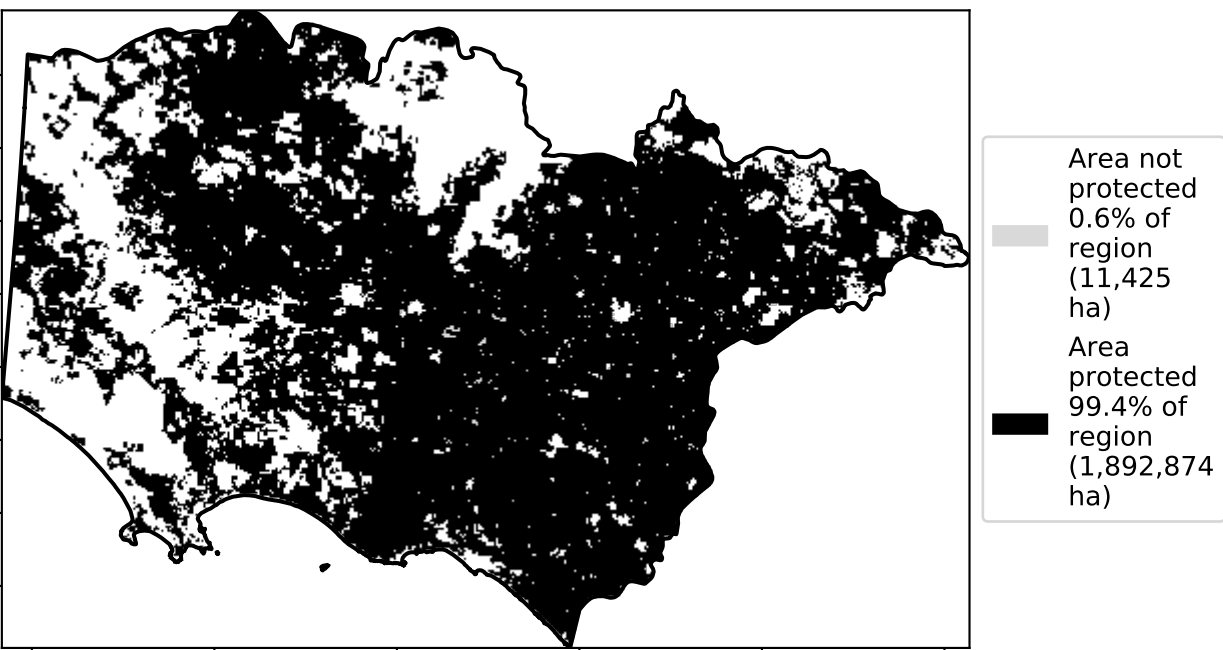 Area not
protected
0.6% of
region
(11,425
ha)
Area
protected
99.4% of
region
(1,892,874
ha)